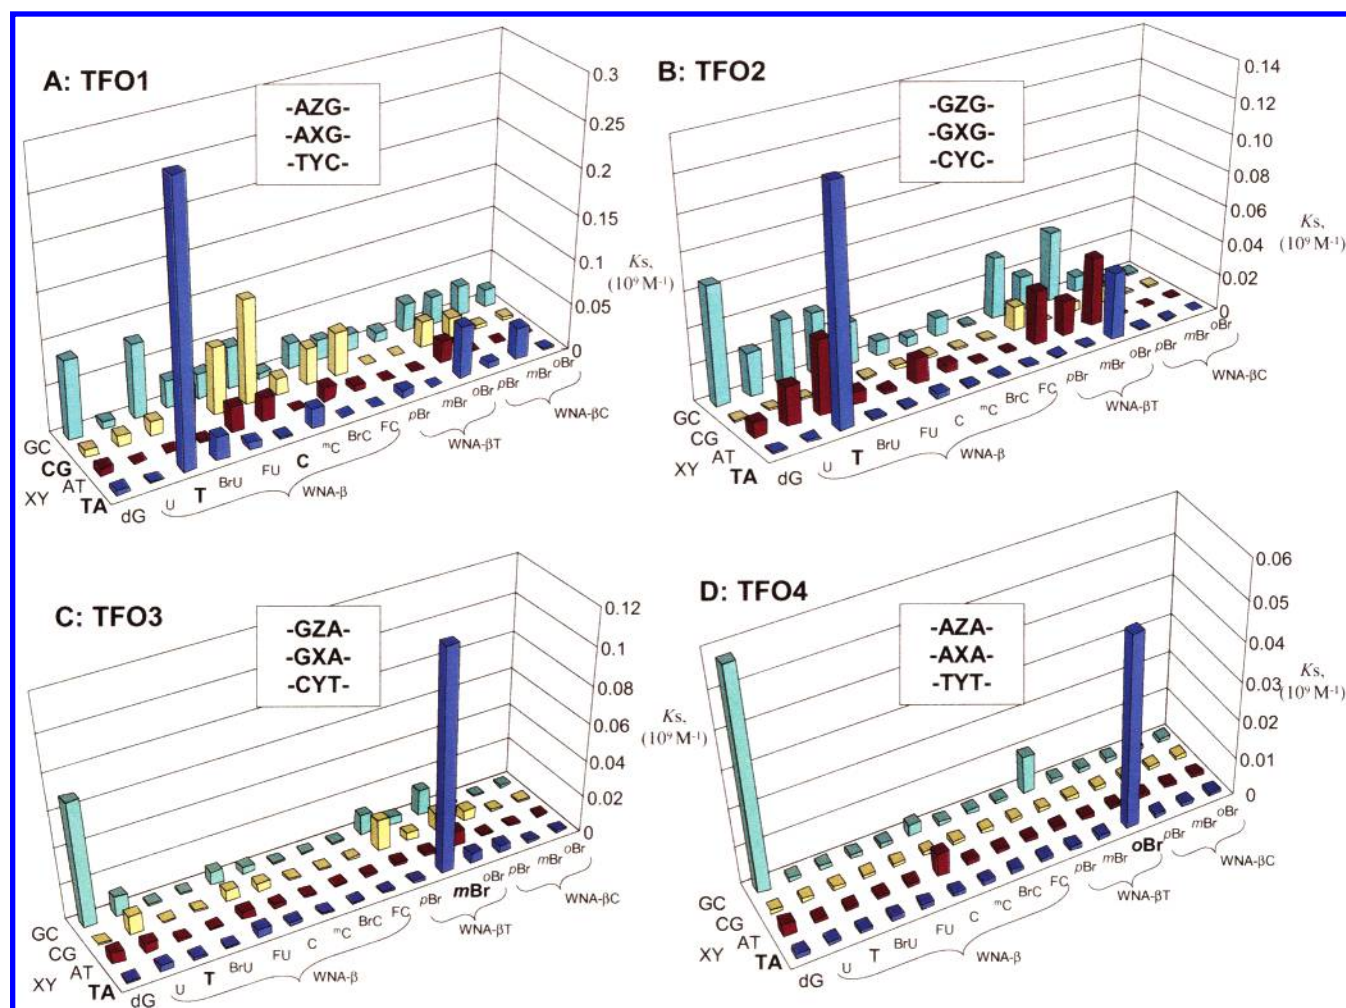 A: TFO1
-AZG-
-AXG-
-TYC-
0.3
0.25
0.2
0.15
0.1
0.05
0
Ks,
(10⁹ M⁻¹)
GC
CG
AT
TA
XY
dG
U
T
BrU
FU
C
ᵐC
BrC
FC
WNA-β
pBr
mBr
oBr
WNA-βT
pBr
mBr
oBr
WNA-βC
B: TFO2
-GZG-
-GXG-
-CYC-
0.14
0.12
0.10
0.08
0.06
0.04
0.02
0
Ks,
(10⁹ M⁻¹)
GC
CG
AT
TA
XY
dG
U
T
BrU
FU
C
ᵐC
BrC
FC
WNA-β
pBr
mBr
oBr
WNA-βT
pBr
mBr
oBr
WNA-βC
C: TFO3
-GZA-
-GXA-
-CYT-
0.12
0.1
0.08
0.06
0.04
0.02
0
Ks,
(10⁹ M⁻¹)
GC
CG
AT
TA
XY
dG
U
T
BrU
FU
C
ᵐC
BrC
FC
WNA-β
pBr
mBr
oBr
WNA-βT
pBr
mBr
oBr
WNA-βC
D: TFO4
-AZA-
-AXA-
-TYT-
0.06
0.05
0.04
0.03
0.02
0.01
0
Ks,
(10⁹ M⁻¹)
GC
CG
AT
TA
XY
dG
U
T
BrU
FU
C
ᵐC
BrC
FC
WNA-β
pBr
mBr
oBr
WNA-βT
pBr
mBr
oBr
WNA-βC